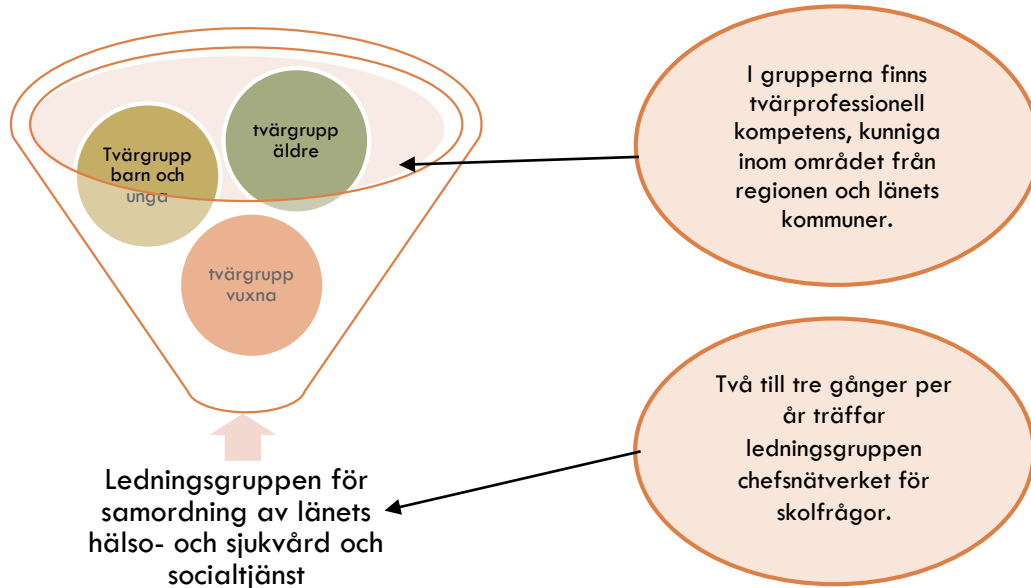 Tvärgrupp
barn och
unga
tvärgrupp
äldre
tvärgrupp
vuxna
Ledningsgruppen för
samordning av länets
hälso- och sjukvård och
socialtjänst
I grupperna finns
tvärprofessionell
kompetens, kunniga
inom området från
regionen och länets
kommuner.
Två till tre gånger per
år träffar
ledningsgruppen
chefsnätverket för
skolfrågor.